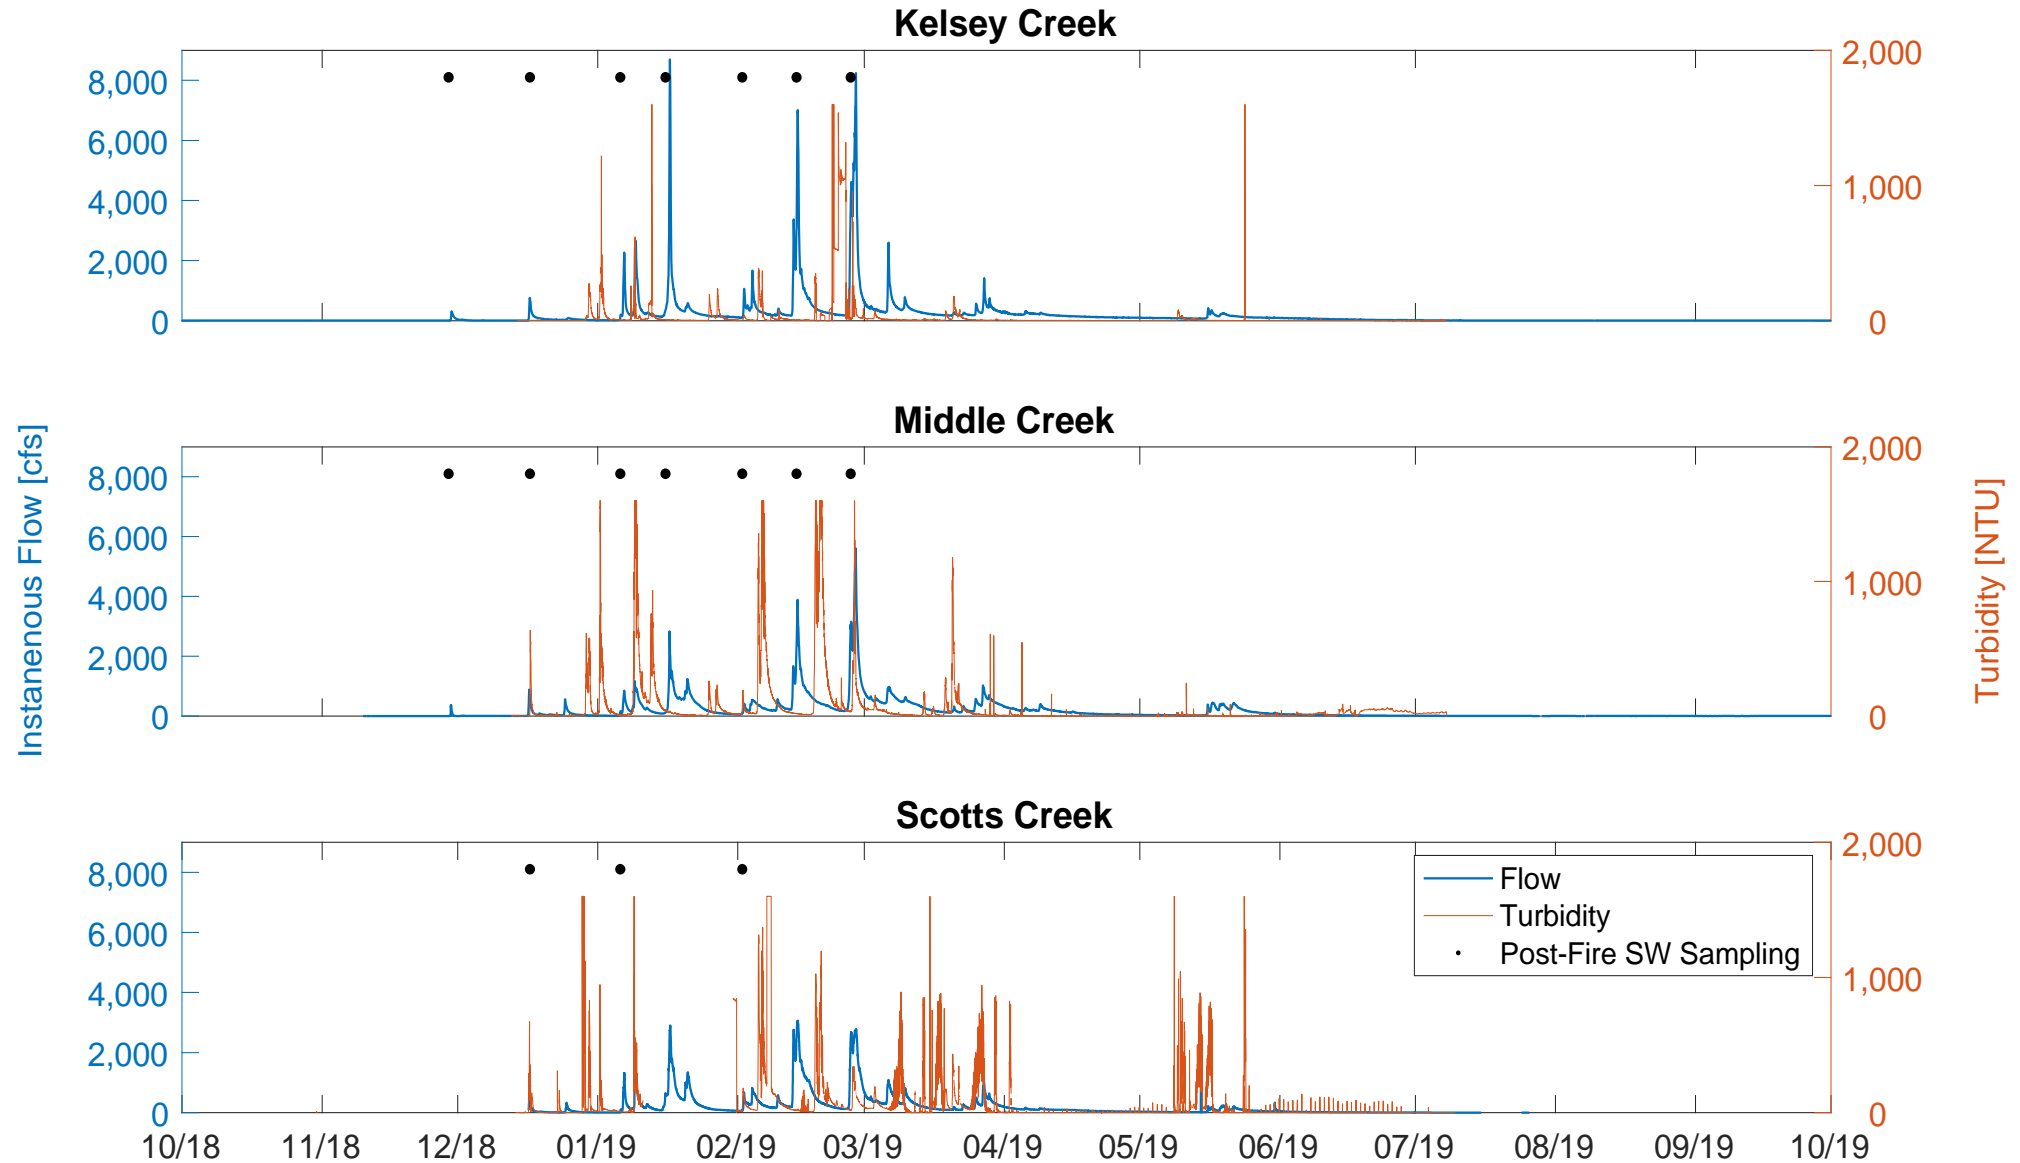 Kelsey Creek
8,000
6,000
4,000
2,000
0
2,000
1,000
0
Middle Creek
8,000
6,000
4,000
2,000
0
2,000
1,000
0
Instanenous Flow [cfs]
Turbidity [NTU]
Scotts Creek
8,000
6,000
4,000
2,000
0
2,000
1,000
0
Flow
Turbidity
Post-Fire SW Sampling
10/18 11/18 12/18 01/19 02/19 03/19 04/19 05/19 06/19 07/19 08/19 09/19 10/19